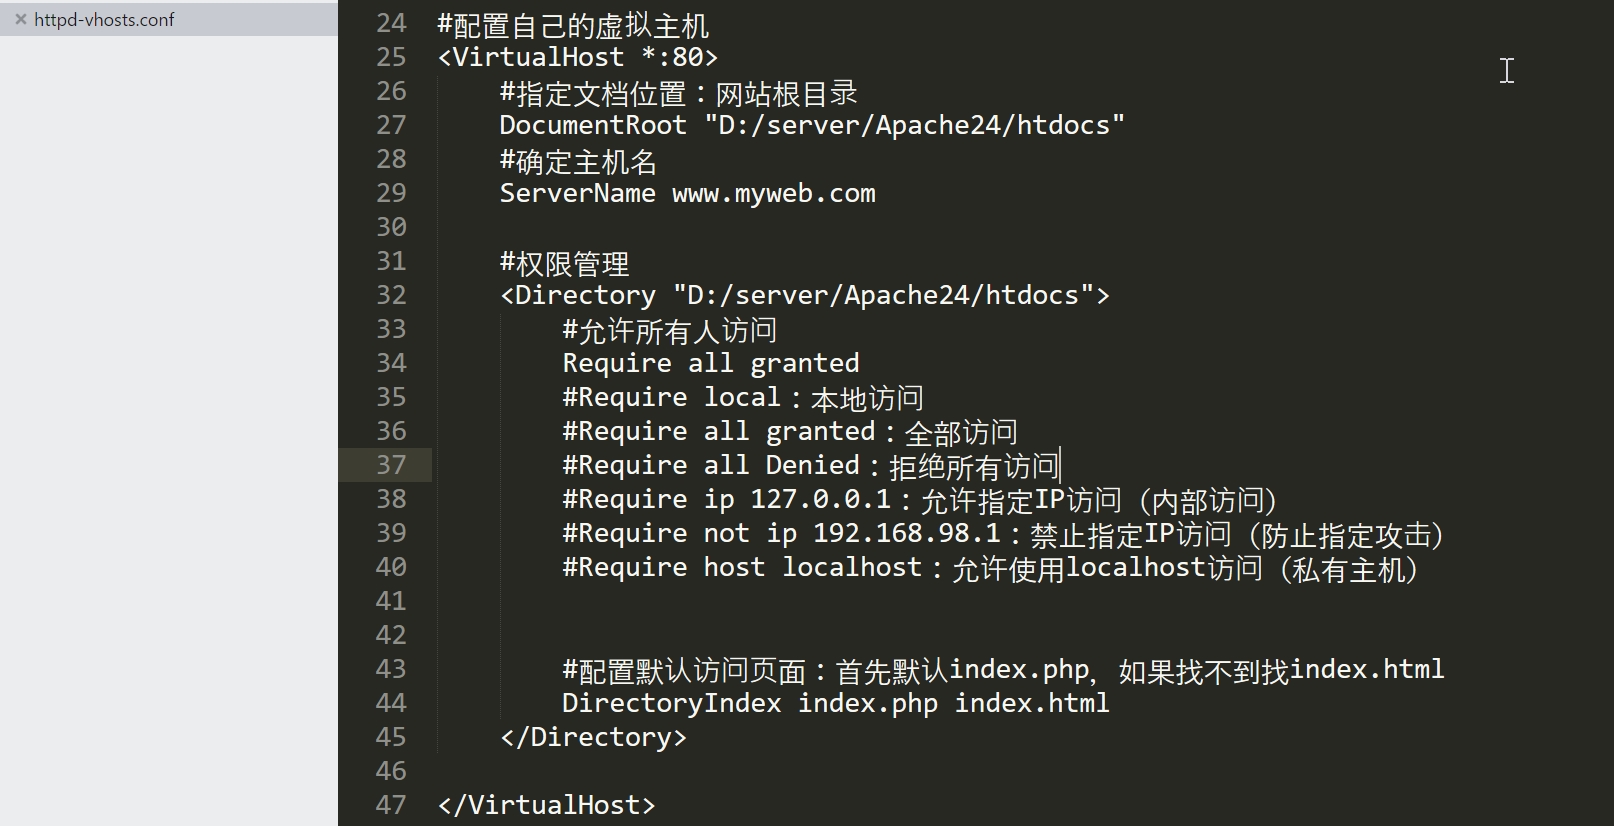 × httpd-vhosts.conf
24 #配置自己的虚拟主机
25 <VirtualHost *:80>
26 #指定文档位置：网站根目录
27 DocumentRoot "D:/server/Apache24/htdocs"
28 #确定主机名
29 ServerName www.myweb.com
30
31 #权限管理
32 <Directory "D:/server/Apache24/htdocs">
33 #允许所有人访问
34 Require all granted
35 #Require local：本地访问
36 #Require all granted：全部访问
37 #Require all Denied：拒绝所有访问
38 #Require ip 127.0.0.1：允许指定IP访问（内部访问）
39 #Require not ip 192.168.98.1：禁止指定IP访问（防止指定攻击）
40 #Require host localhost：允许使用localhost访问（私有主机）
41
42
43 #配置默认访问页面：首先默认index.php，如果找不到找index.html
44 DirectoryIndex index.php index.html
45 </Directory>
46
47 </VirtualHost>